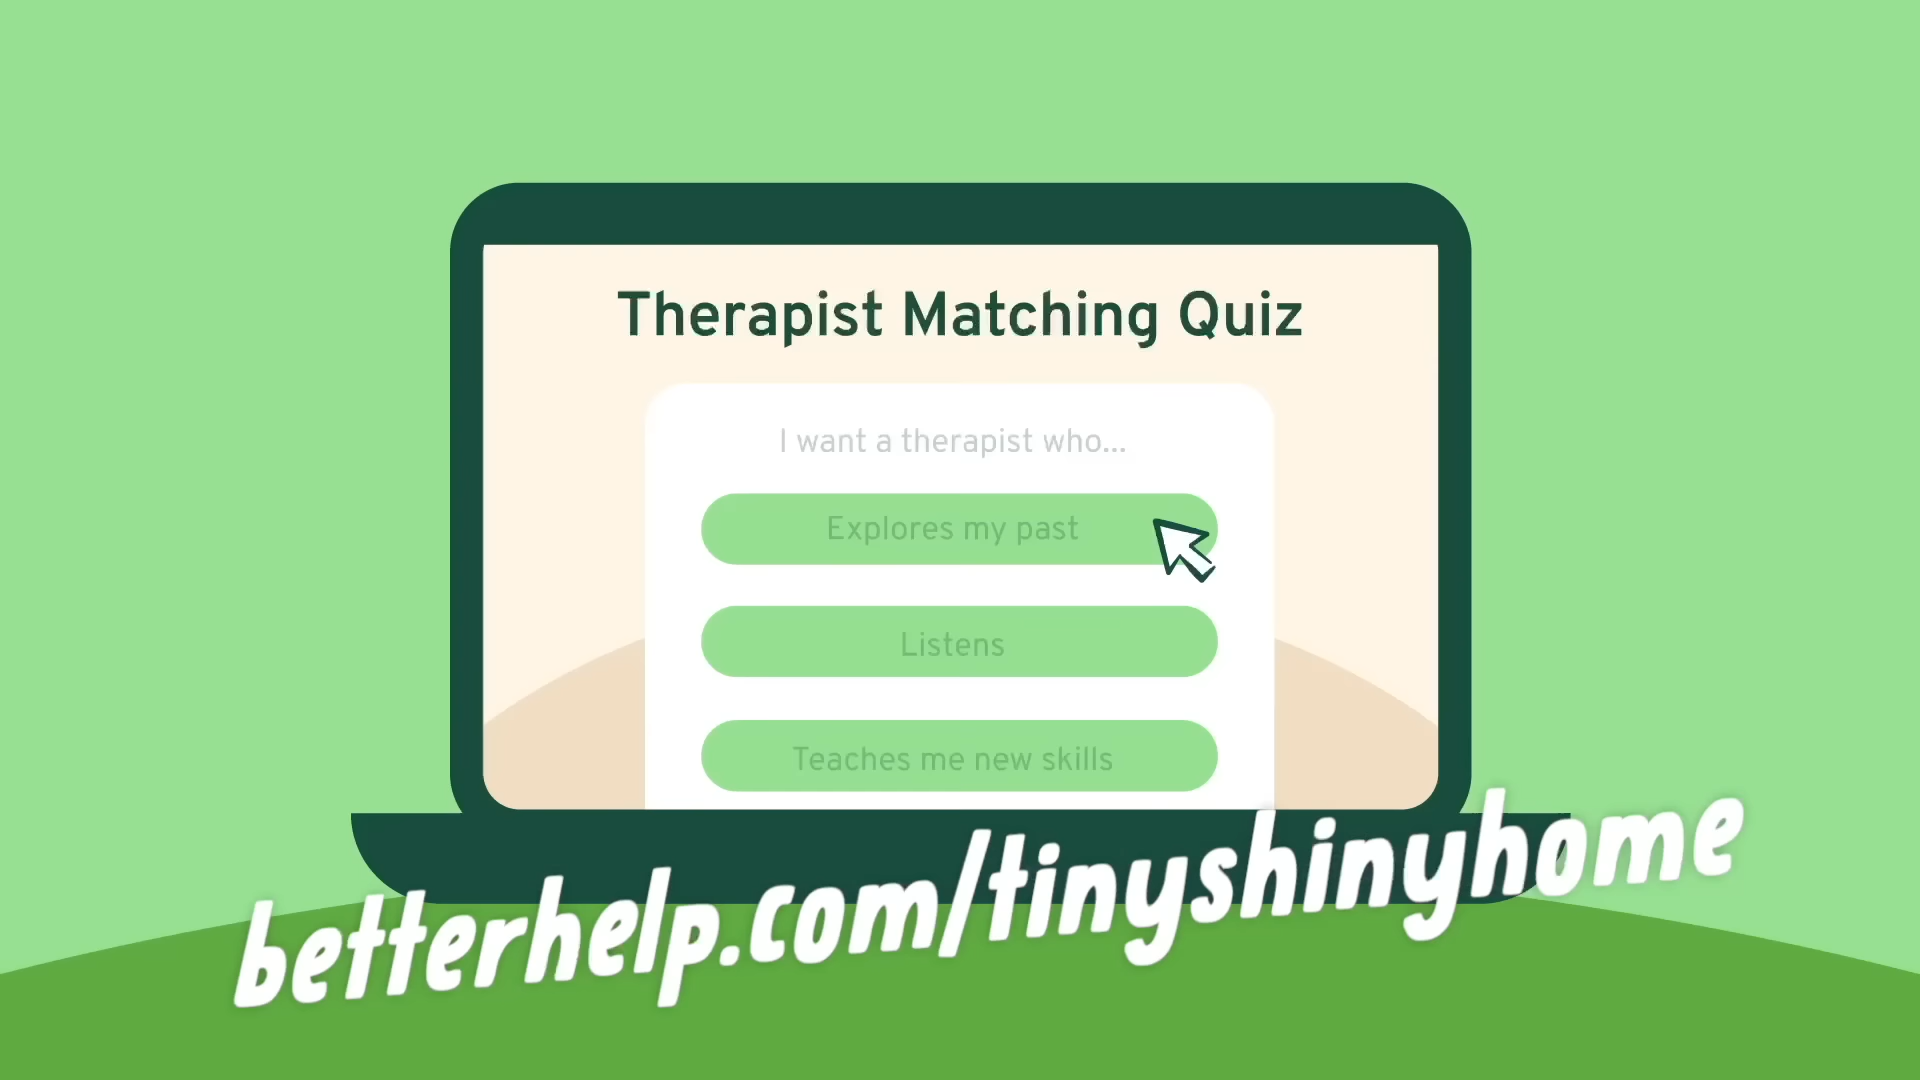 Therapist Matching Quiz
I want a therapist who...
Explores my past
Listens
Teaches me new skills
betterhelp.com/tinyshinyhome